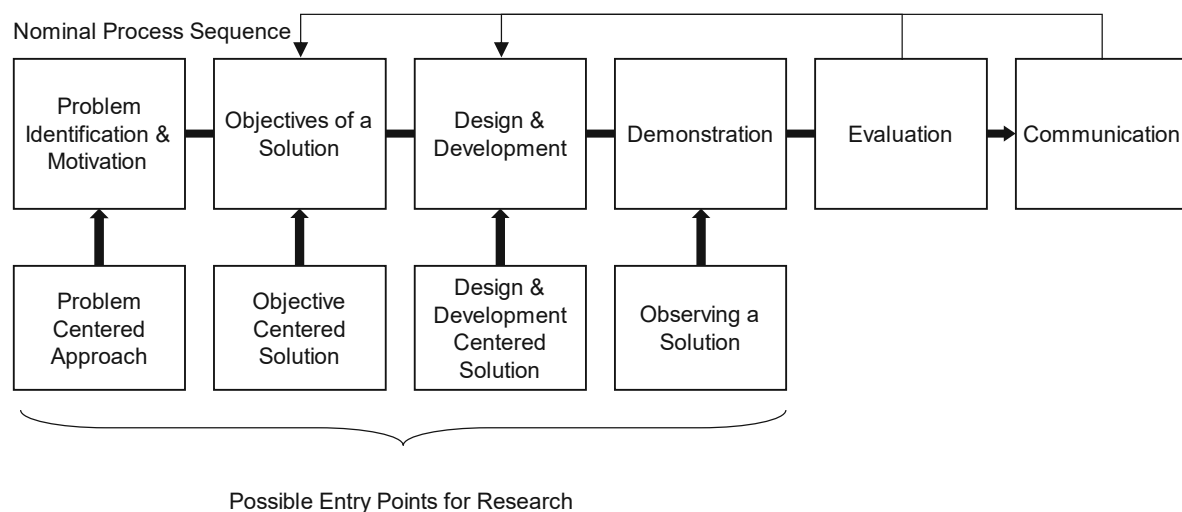 Nominal Process Sequence
Problem
Identification &
Motivation
Objectives of a
Solution
Design &
Development
Demonstration
Evaluation
Communication
Problem
Centered
Approach
Objective
Centered
Solution
Design &
Development
Centered
Solution
Observing a
Solution
Possible Entry Points for Research